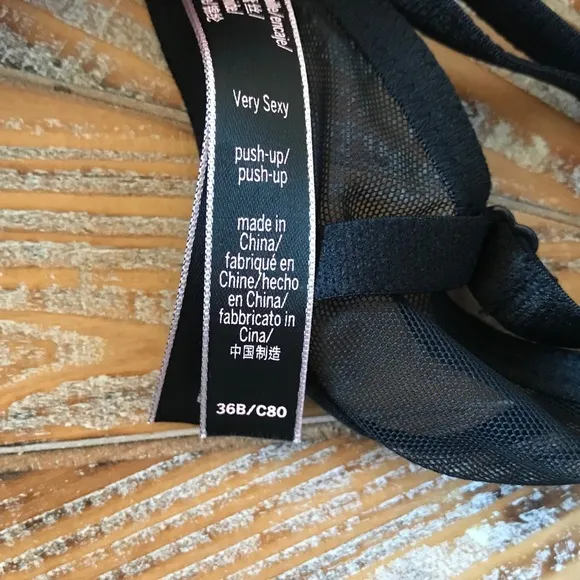 Very Sexy
push-up/
push-up
made in
China/
fabriqué en
Chine/hecho
en China/
fabbricato in
Cina/
中国制造
36B/C80